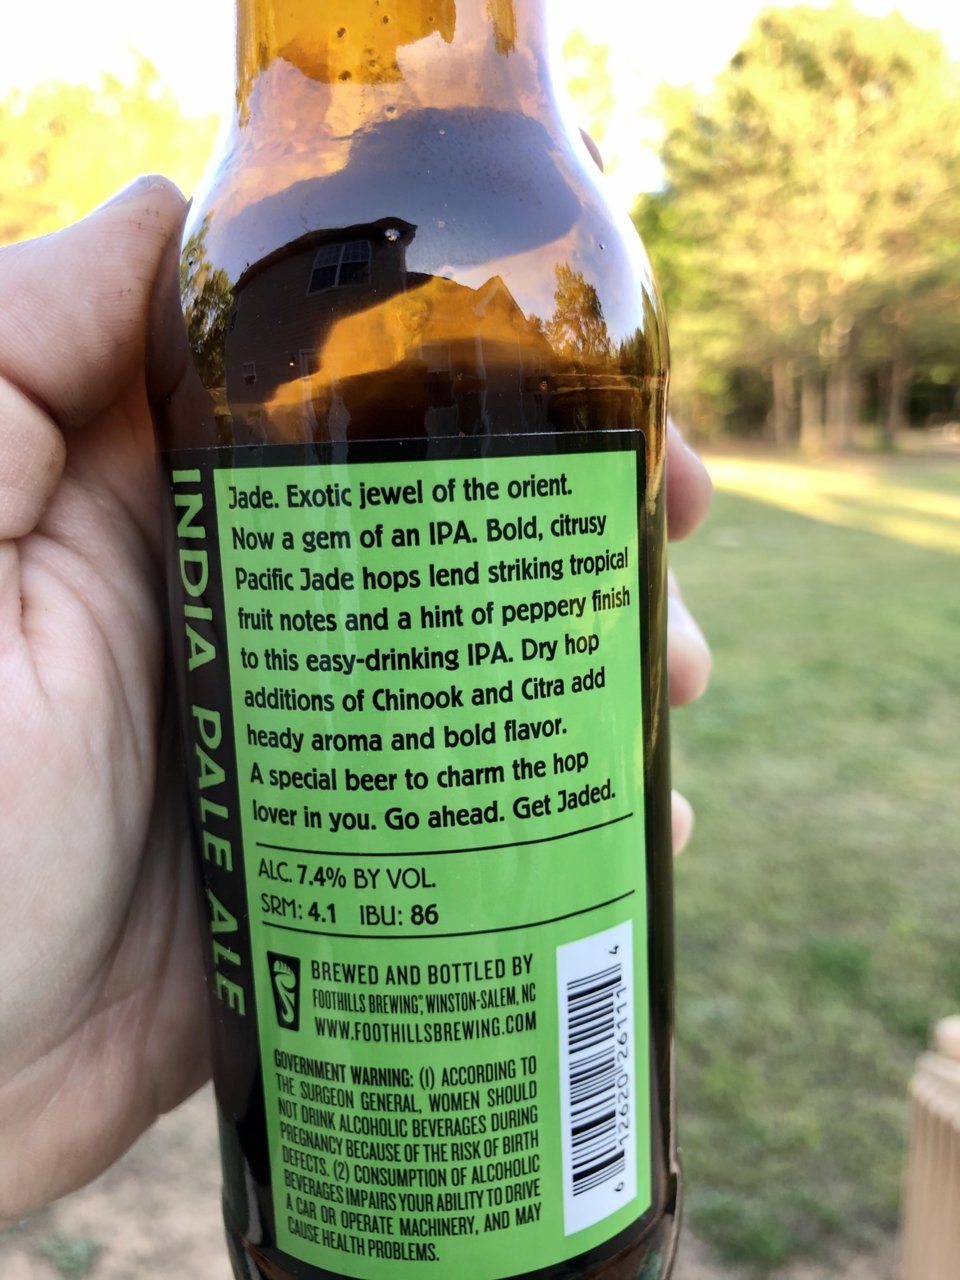 INDIA PALE ALE
Jade. Exotic jewel of the orient.
Now a gem of an IPA. Bold, citrusy
Pacific Jade hops lend striking tropical
fruit notes and a hint of peppery finish
to this easy-drinking IPA. Dry hop
additions of Chinook and Citra add
heady aroma and bold flavor.
A special beer to charm the hop
lover in you. Go ahead. Get Jaded.
ALC. 7.4% BY VOL.
SRM: 4.1 IBU: 86
BREWED AND BOTTLED BY
FOOTHILLS BREWING, WINSTON-SALEM, NC
WWW.FOOTHILLSBREWING.COM
GOVERNMENT WARNING: (1) ACCORDING TO
THE SURGEON GENERAL, WOMEN SHOULD
NOT DRINK ALCOHOLIC BEVERAGES DURING
PREGNANCY BECAUSE OF THE RISK OF BIRTH
DEFECTS. (2) CONSUMPTION OF ALCOHOLIC
BEVERAGES IMPAIRS YOUR ABILITY TO DRIVE
A CAR OR OPERATE MACHINERY, AND MAY
CAUSE HEALTH PROBLEMS.
6 12620 26111 4